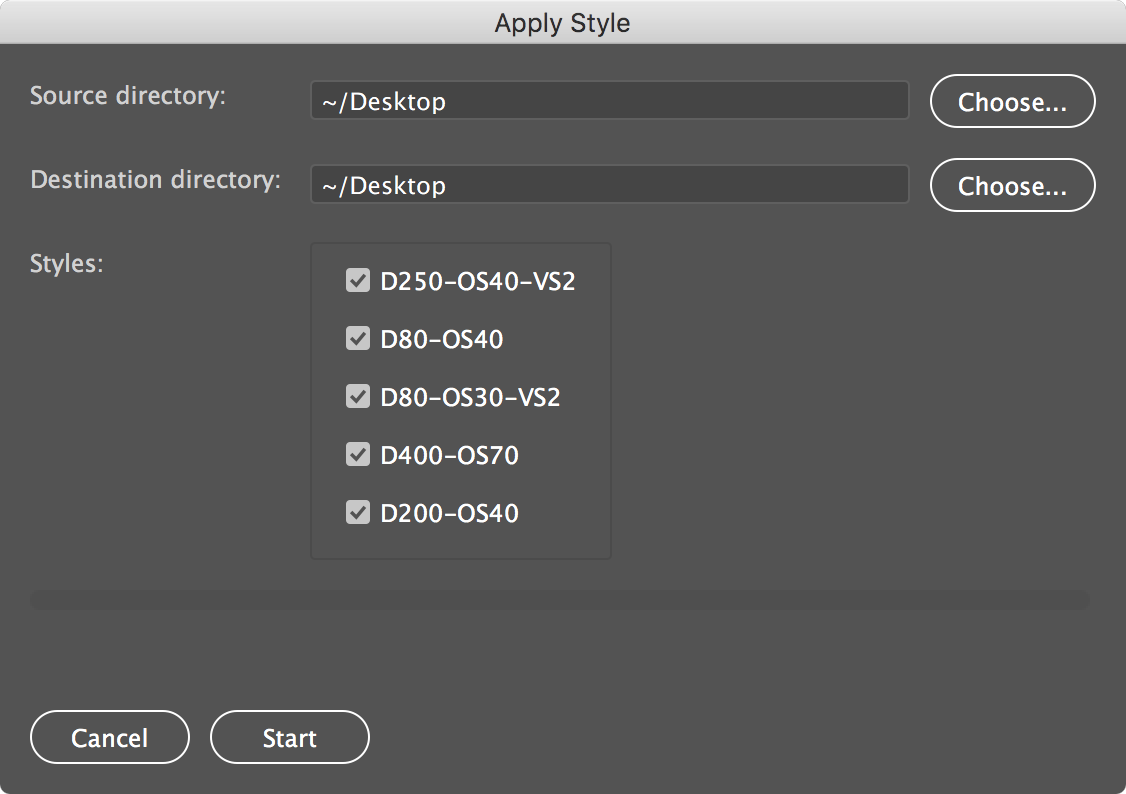 Apply Style
Source directory: ~/Desktop Choose...
Destination directory: ~/Desktop Choose...
Styles:
D250-OS40-VS2
D80-OS40
D80-OS30-VS2
D400-OS70
D200-OS40
Cancel Start